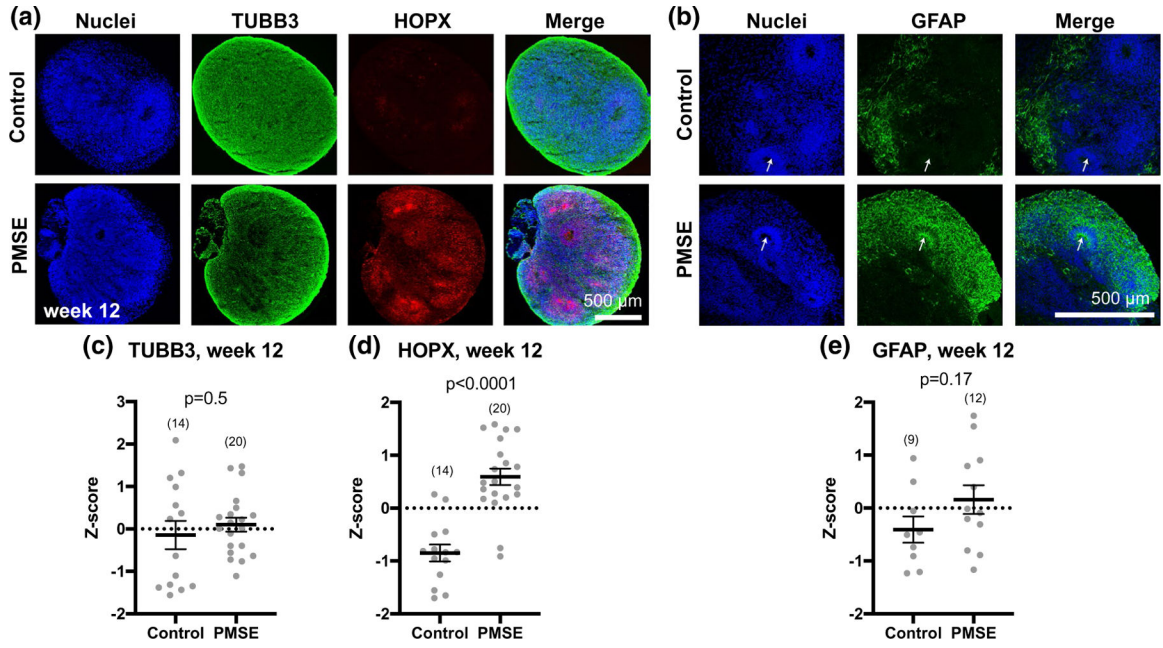 (a) Nuclei TUBB3 HOPX Merge
Control
PMSE
week 12
500 µm
(b) Nuclei GFAP Merge
Control
PMSE
500 µm
(c) TUBB3, week 12
p=0.5
(14)
(20)
Z-score
3
2
1
0
-1
-2
Control PMSE
(d) HOPX, week 12
p<0.0001
(20)
(14)
Z-score
2
1
0
-1
-2
Control PMSE
(e) GFAP, week 12
p=0.17
(12)
(9)
Z-score
2
1
0
-1
-2
Control PMSE